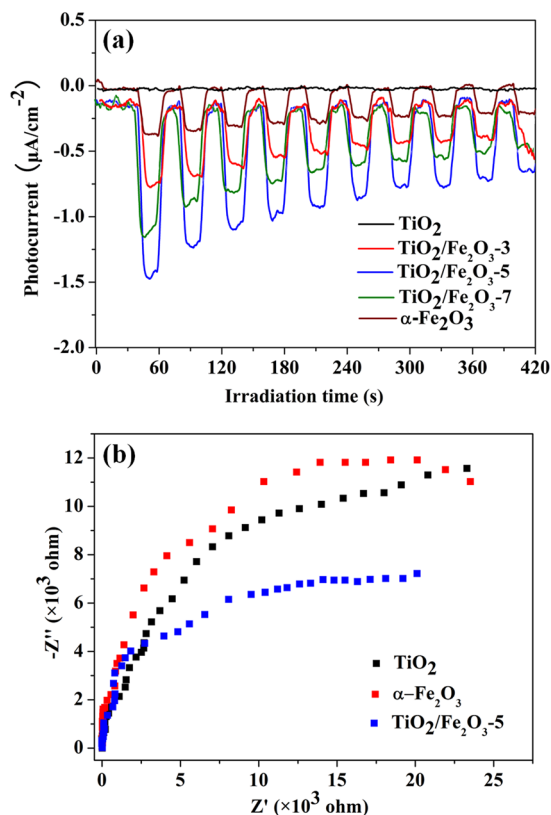 (a)
Photocurrent (μA/cm⁻²)
0.5
0.0
-0.5
-1.0
-1.5
-2.0
TiO₂
TiO₂/Fe₂O₃-3
TiO₂/Fe₂O₃-5
TiO₂/Fe₂O₃-7
α-Fe₂O₃
0 60 120 180 240 300 360 420
Irradiation time (s)
(b)
-Z'' (×10³ ohm)
12
10
8
6
4
2
0
TiO₂
α–Fe₂O₃
TiO₂/Fe₂O₃-5
0 5 10 15 20 25
Z' (×10³ ohm)